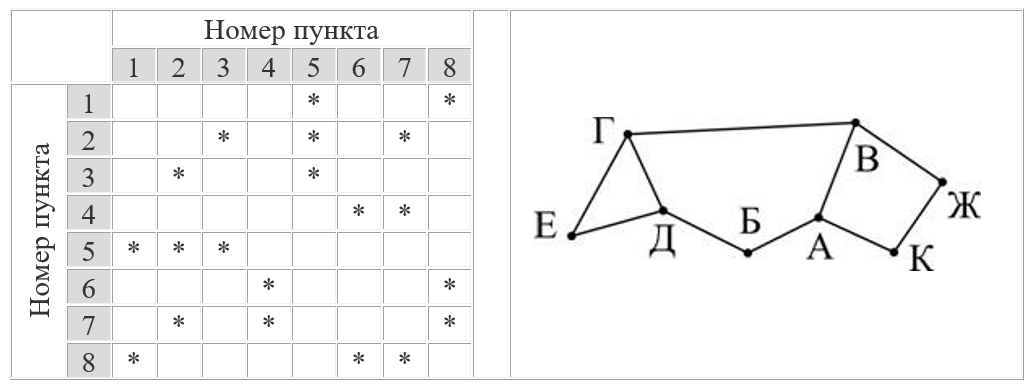 Номер пункта
1 2 3 4 5 6 7 8
Номер пункта
1 * *
2 * * *
3 * *
4 * *
5 * * *
6 * *
7 * * *
8 * * *
Г
В
Ж
Е
Д
Б
А
К